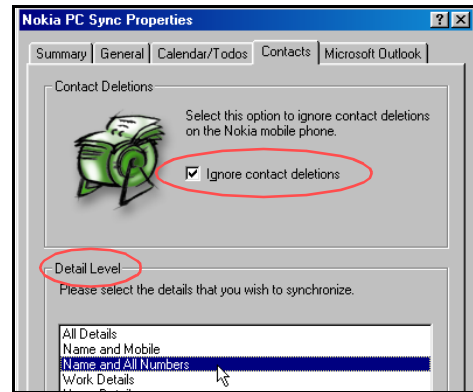 Nokia PC Sync Properties
Summary General Calendar/Todos Contacts Microsoft Outlook
Contact Deletions
Select this option to ignore contact deletions
on the Nokia mobile phone.
Ignore contact deletions
Detail Level
Please select the details that you wish to synchronize.
All Details
Name and Mobile
Name and All Numbers
Work Details